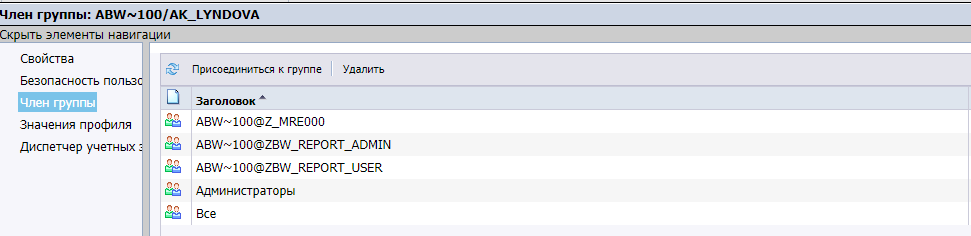 Член группы: ABW~100/AK_LYNDOVA
Скрыть элементы навигации
Свойства
Безопасность пользо
Член группы
Значения профиля
Диспетчер учетных з
Присоединиться к группе Удалить
Заголовок
ABW~100@Z_MRE000
ABW~100@ZBW_REPORT_ADMIN
ABW~100@ZBW_REPORT_USER
Администраторы
Все